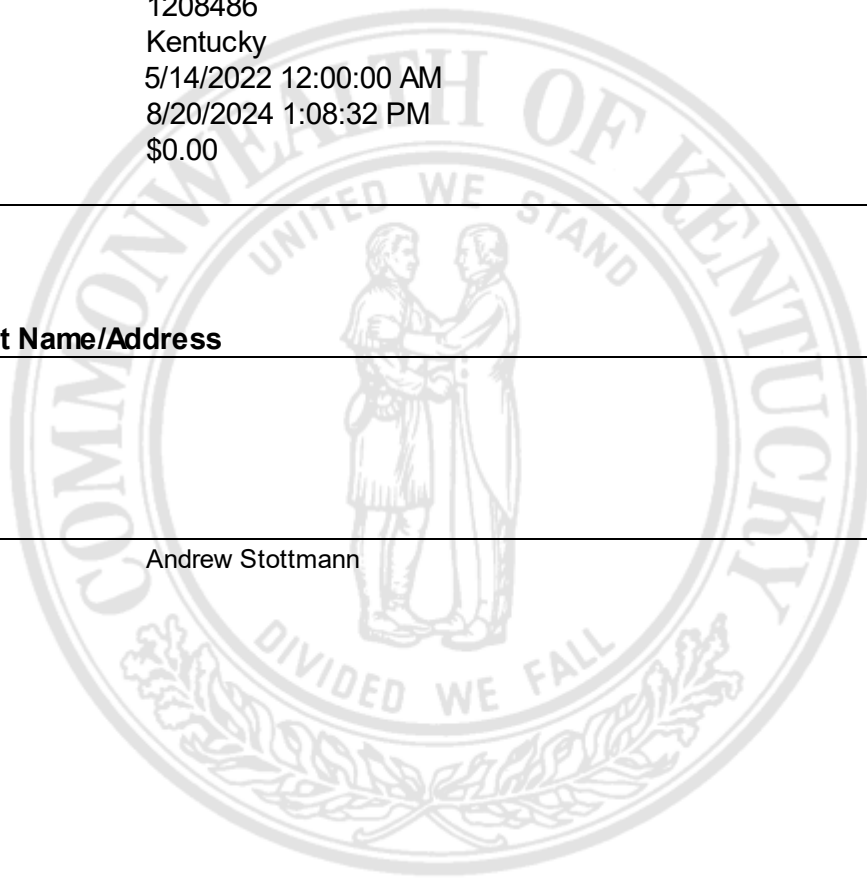 1208486
Kentucky
5/14/2022 12:00:00 AM
8/20/2024 1:08:32 PM
$0.00
COMMONWEALTH OF KENTUCKY
UNITED WE STAND
t Name/Address
Andrew Stottmann
DIVIDED WE FALL